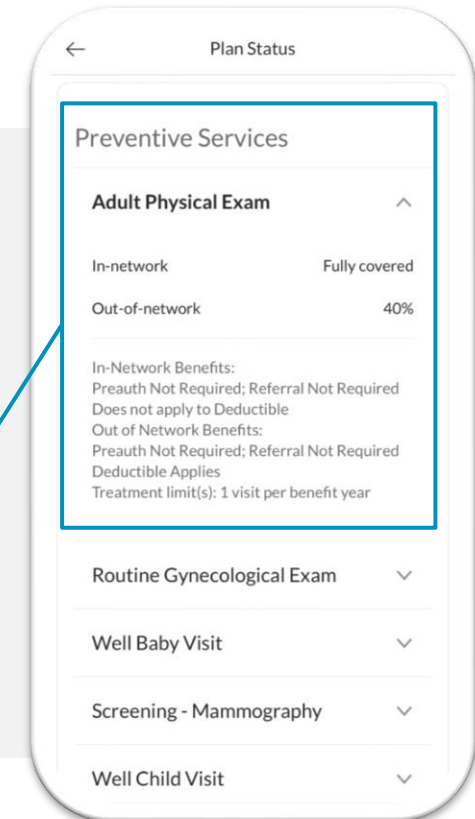 Plan Status
Preventive Services
Adult Physical Exam
In-network Fully covered
Out-of-network 40%
In-Network Benefits:
Preauth Not Required; Referral Not Required
Does not apply to Deductible
Out of Network Benefits:
Preauth Not Required; Referral Not Required
Deductible Applies
Treatment limit(s): 1 visit per benefit year
Routine Gynecological Exam
Well Baby Visit
Screening - Mammography
Well Child Visit